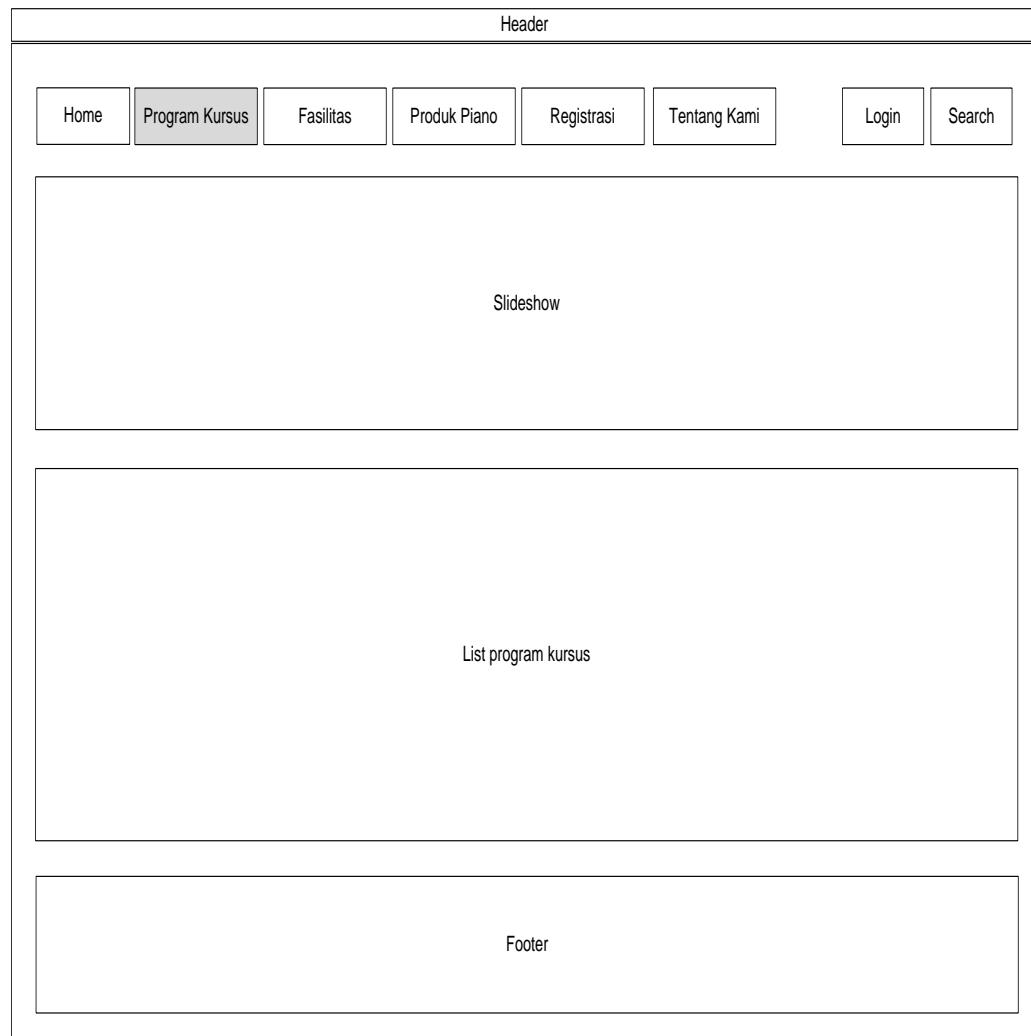 Header
Home
Program Kursus
Fasilitas
Produk Piano
Registrasi
Tentang Kami
Login
Search
Slideshow
List program kursus
Footer